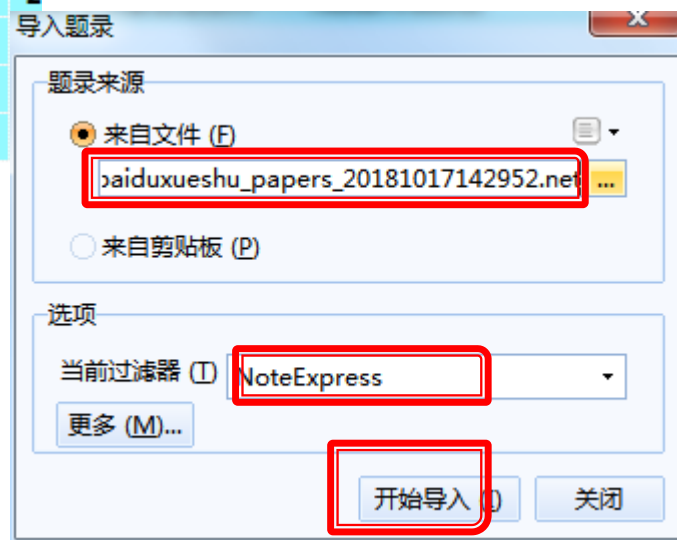 导入题录
题录来源
来自文件 (F)
baiduxueshu_papers_20181017142952.net ...
来自剪贴板 (P)
选项
当前过滤器 (T) NoteExpress
更多 (M)...
开始导入 (I) 关闭